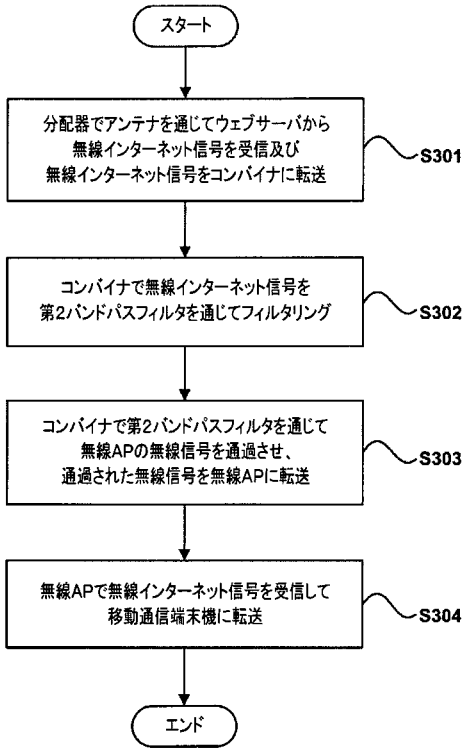 スタート
分配器でアンテナを通じてウェブサーバから
無線インターネット信号を受信及び
無線インターネット信号をコンバイナに転送
S301
コンバイナで無線インターネット信号を
第2バンドパスフィルタを通じてフィルタリング
S302
コンバイナで第2バンドパスフィルタを通じて
無線APの無線信号を通過させ、
通過された無線信号を無線APに転送
S303
無線APで無線インターネット信号を受信して
移動通信端末機に転送
S304
エンド